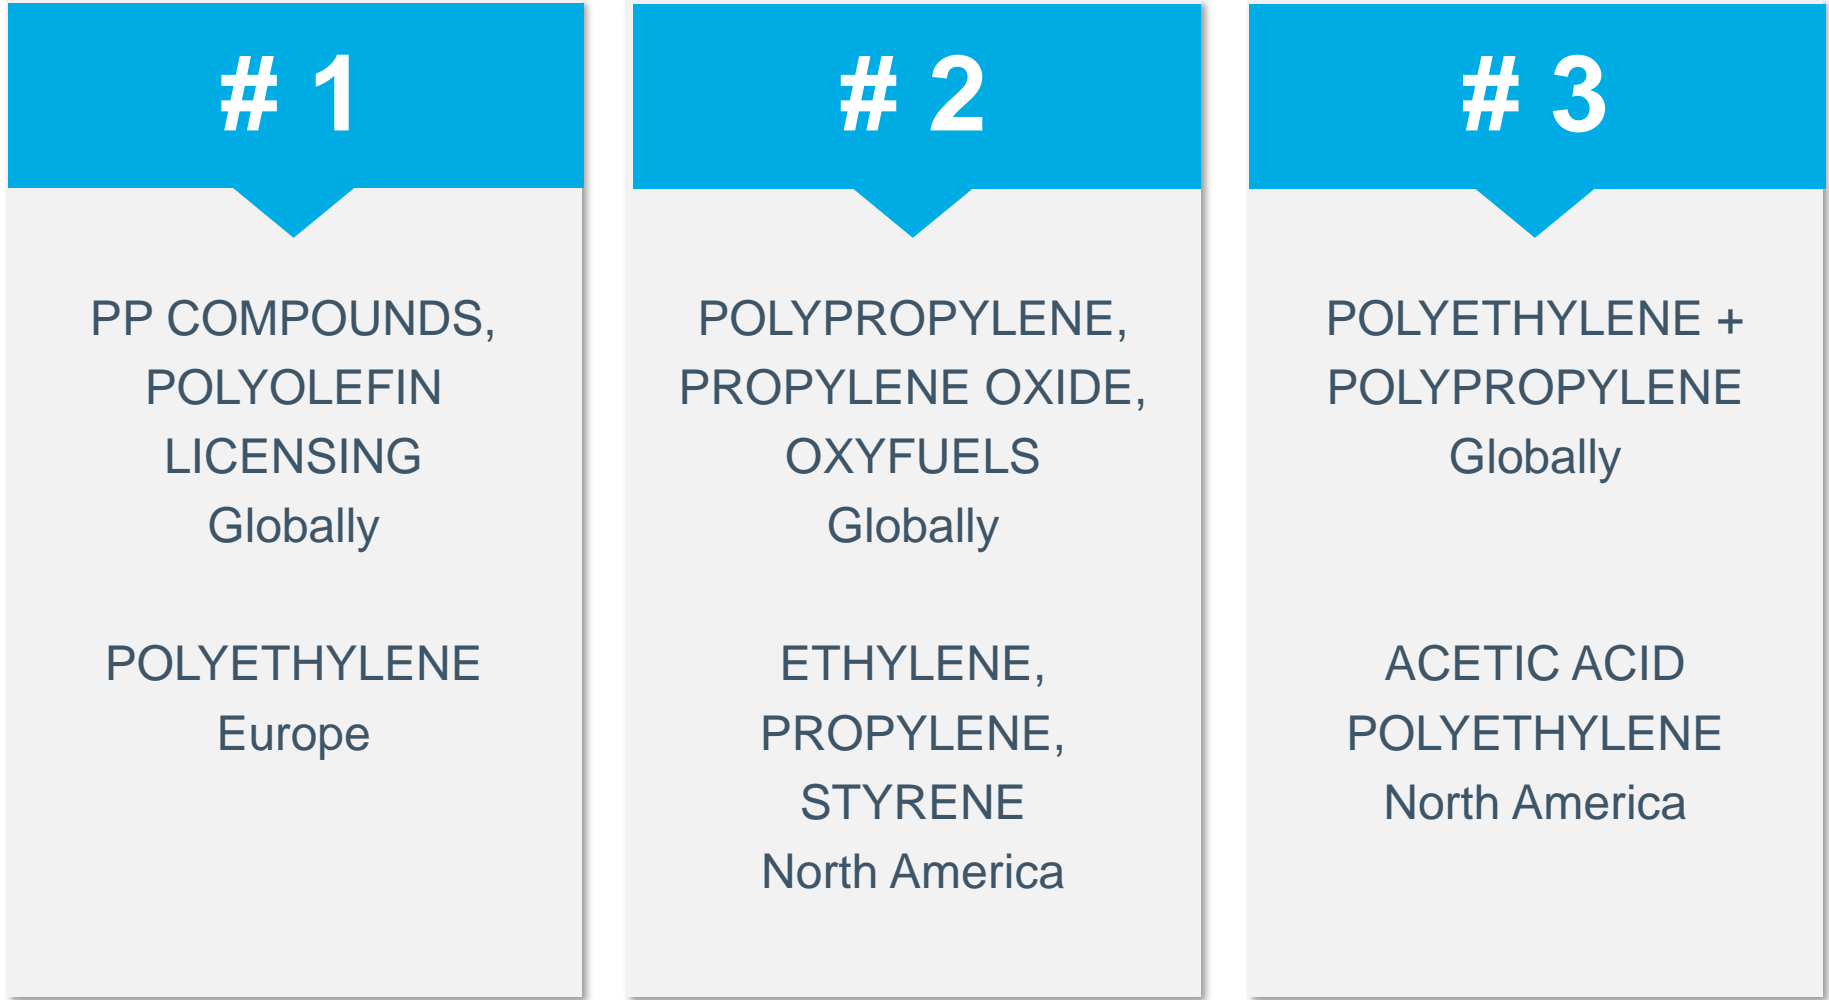 # 1
PP COMPOUNDS,
POLYOLEFIN
LICENSING
Globally
POLYETHYLENE
Europe
# 2
POLYPROPYLENE,
PROPYLENE OXIDE,
OXYFUELS
Globally
ETHYLENE,
PROPYLENE,
STYRENE
North America
# 3
POLYETHYLENE +
POLYPROPYLENE
Globally
ACETIC ACID
POLYETHYLENE
North America